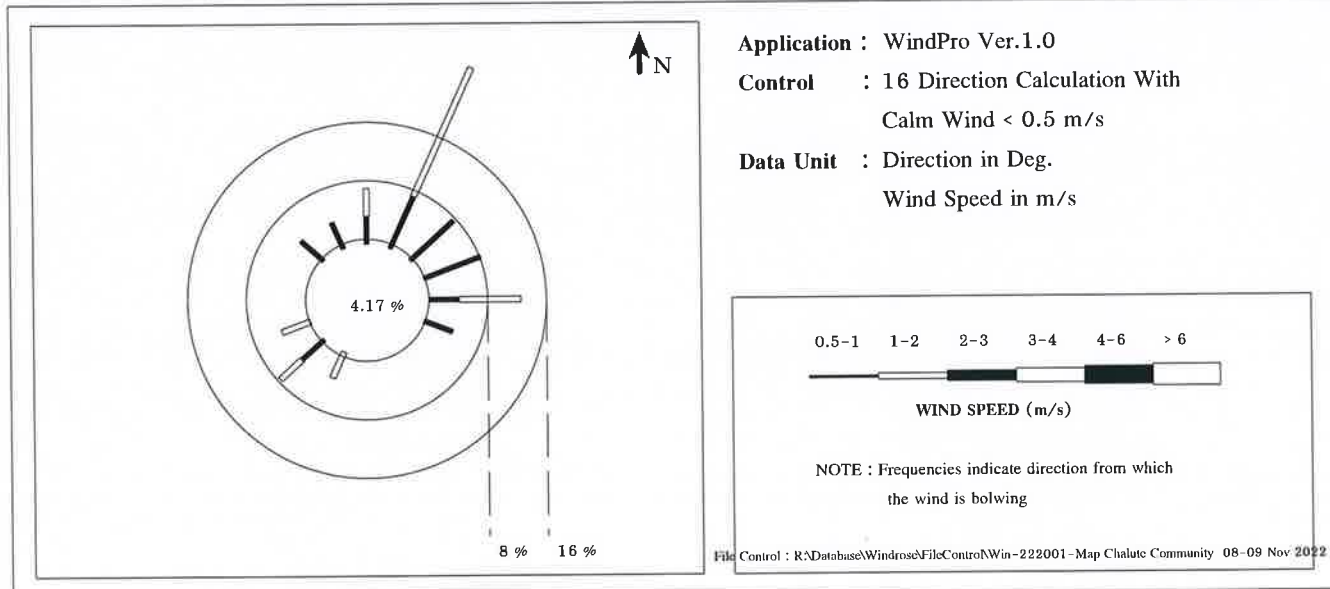 N
4.17 %
8 %
16 %
Application : WindPro Ver.1.0
Control : 16 Direction Calculation With
Calm Wind < 0.5 m/s
Data Unit : Direction in Deg.
Wind Speed in m/s
0.5-1 1-2 2-3 3-4 4-6 > 6
WIND SPEED (m/s)
NOTE : Frequencies indicate direction from which
the wind is bolwing
File Control : R:\Database\Windrose\FileControl\Win-222001-Map Chalute Community 08-09 Nov 2022